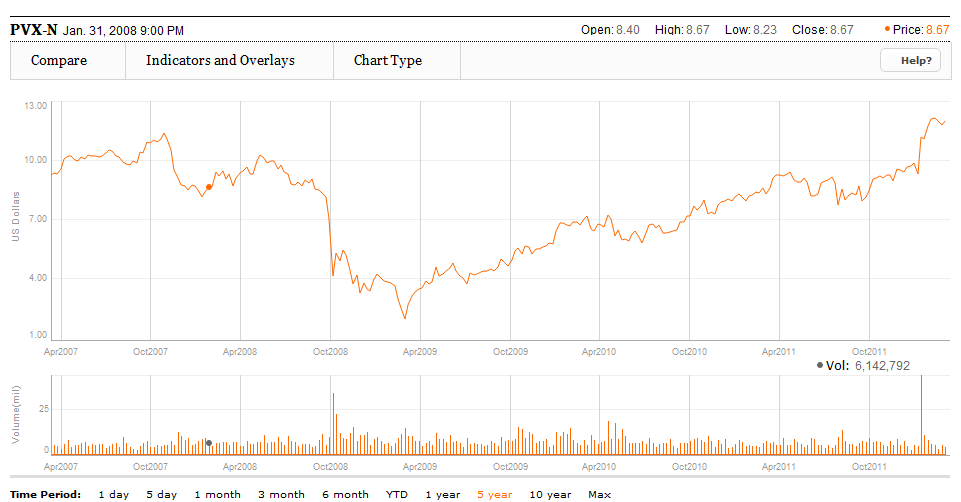 PVX-N Jan. 31, 2008 9:00 PM Open: 8.40 High: 8.67 Low: 8.23 Close: 8.67 Price: 8.67
Compare Indicators and Overlays Chart Type Help?
13.00
10.00
7.00
4.00
1.00
US Dollars
Apr2007 Oct2007 Apr2008 Oct2008 Apr2009 Oct2009 Apr2010 Oct2010 Apr2011 Oct2011
Vol: 6,142,792
25
0
Volume(mil)
Apr2007 Oct2007 Apr2008 Oct2008 Apr2009 Oct2009 Apr2010 Oct2010 Apr2011 Oct2011
Time Period: 1 day 5 day 1 month 3 month 6 month YTD 1 year 5 year 10 year Max